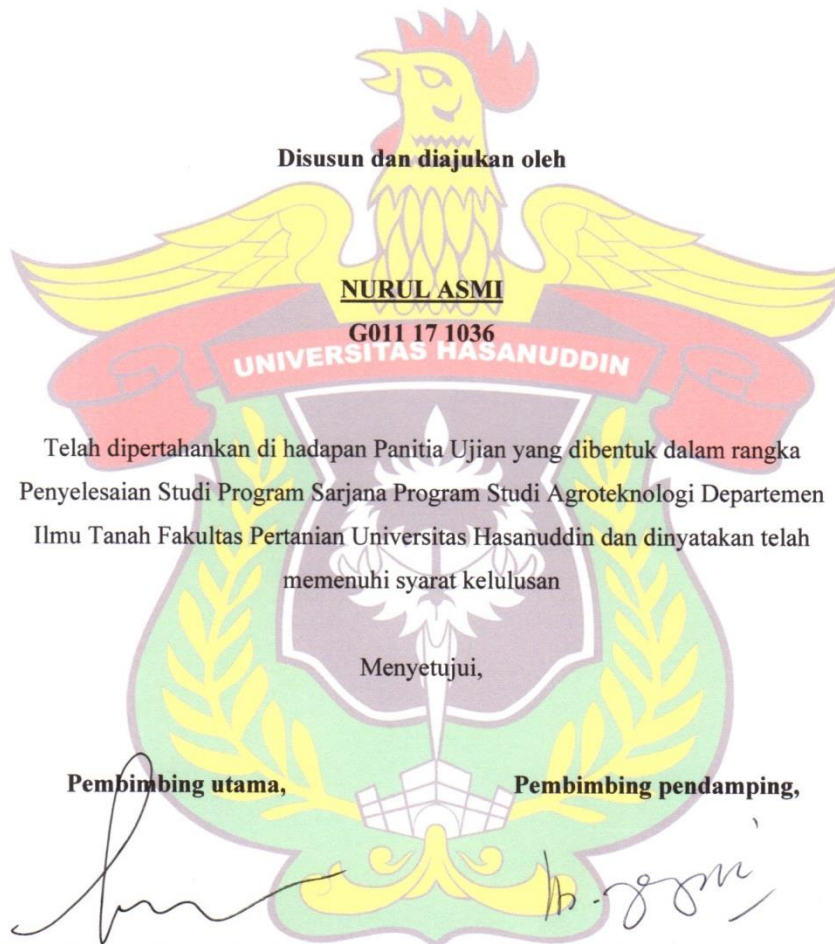 Disusun dan diajukan oleh
NURUL ASMI
G011 17 1036
UNIVERSITAS HASANUDDIN
Telah dipertahankan di hadapan Panitia Ujian yang dibentuk dalam rangka
Penyelesaian Studi Program Sarjana Program Studi Agroteknologi Departemen
Ilmu Tanah Fakultas Pertanian Universitas Hasanuddin dan dinyatakan telah
memenuhi syarat kelulusan
Menyetujui,
Pembimbing utama, Pembimbing pendamping,